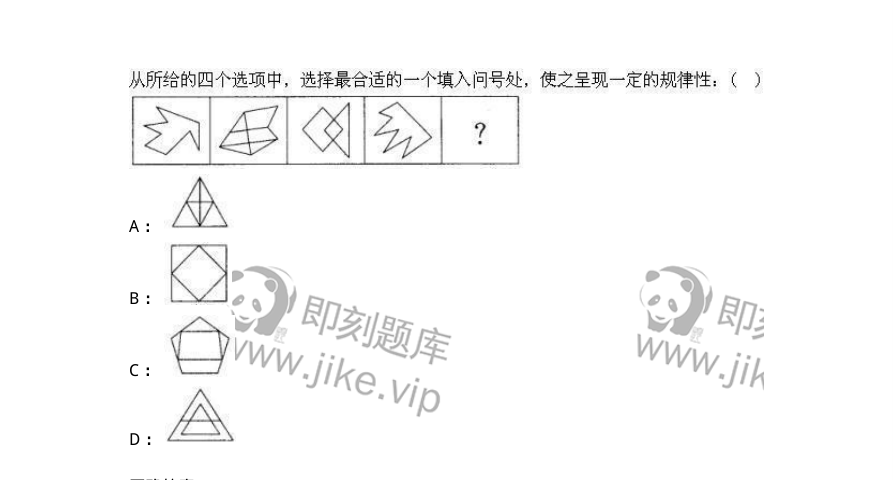 从所给的四个选项中，选择最合适的一个填入问号处，使之呈现一定的规律性：（ ）
?
A：
B：
C：
D：
即刻题库
www.jike.vip
即刻
www.jik